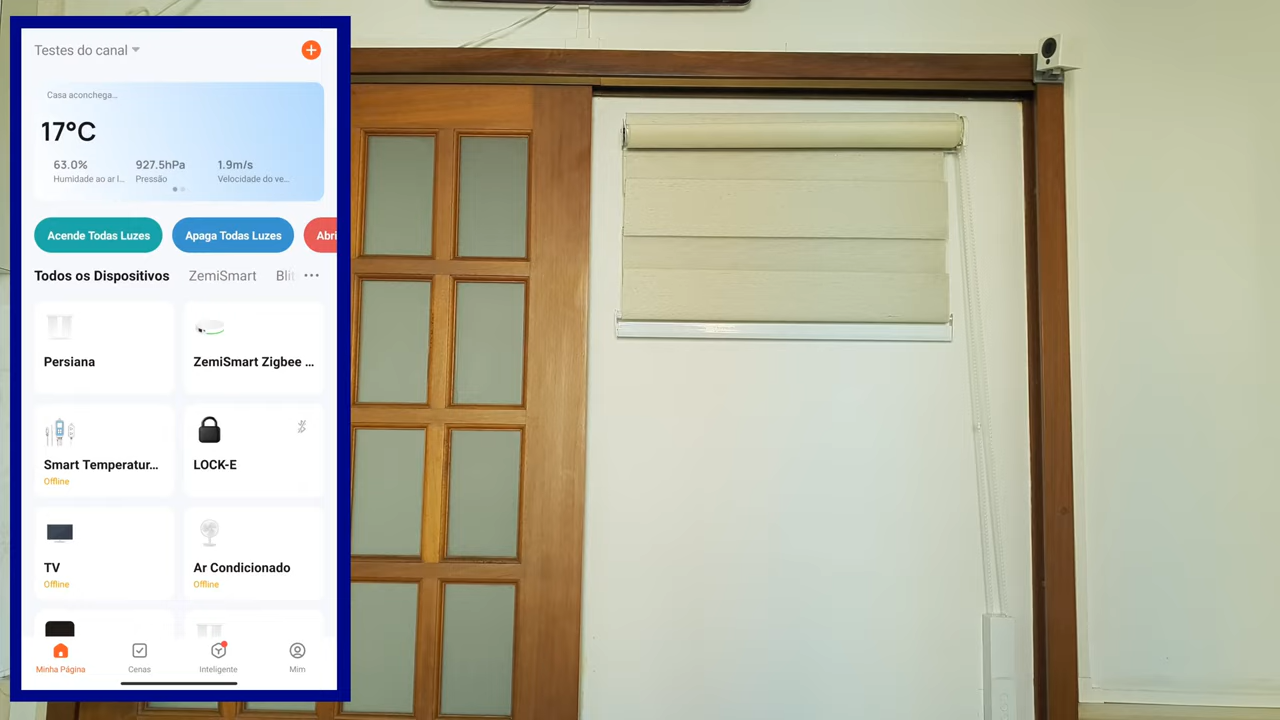 Testes do canal
Casa aconchega...
17°C
63.0% 927.5hPa 1.9m/s
Humidade ao ar l... Pressão Velocidade do ve...
Acende Todas Luzes Apaga Todas Luzes Abri
Todos os Dispositivos ZemiSmart Bli
Persiana ZemiSmart Zigbee ...
Smart Temperatur... LOCK-E
Offline
TV Ar Condicionado
Offline Offline
Minha Página Cenas Inteligente Mim